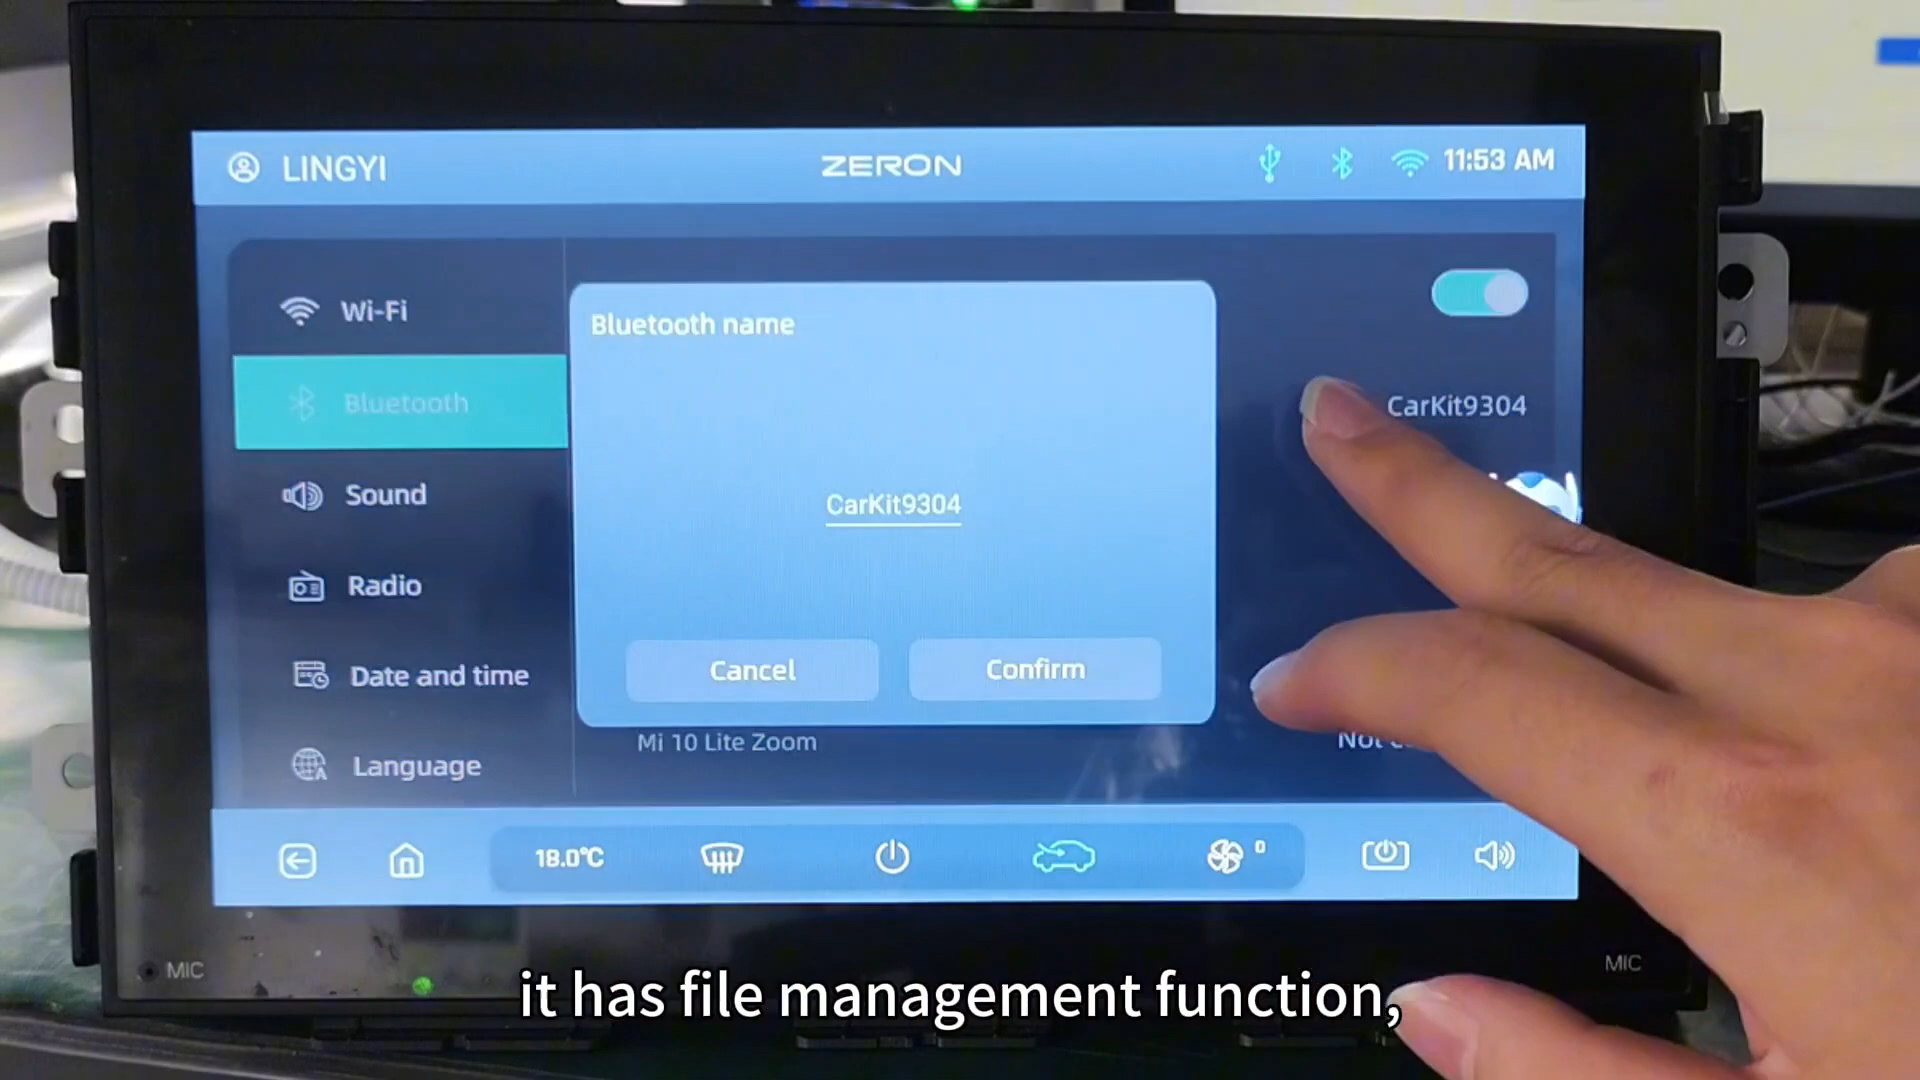 LINGYI
ZERON
11:53 AM
Wi-Fi
Bluetooth
Sound
Radio
Date and time
Language
Bluetooth name
CarKit9304
Cancel
Confirm
CarKit9304
Mi 10 Lite Zoom
Not
18.0°C
0
MIC
MIC
it has file management function,